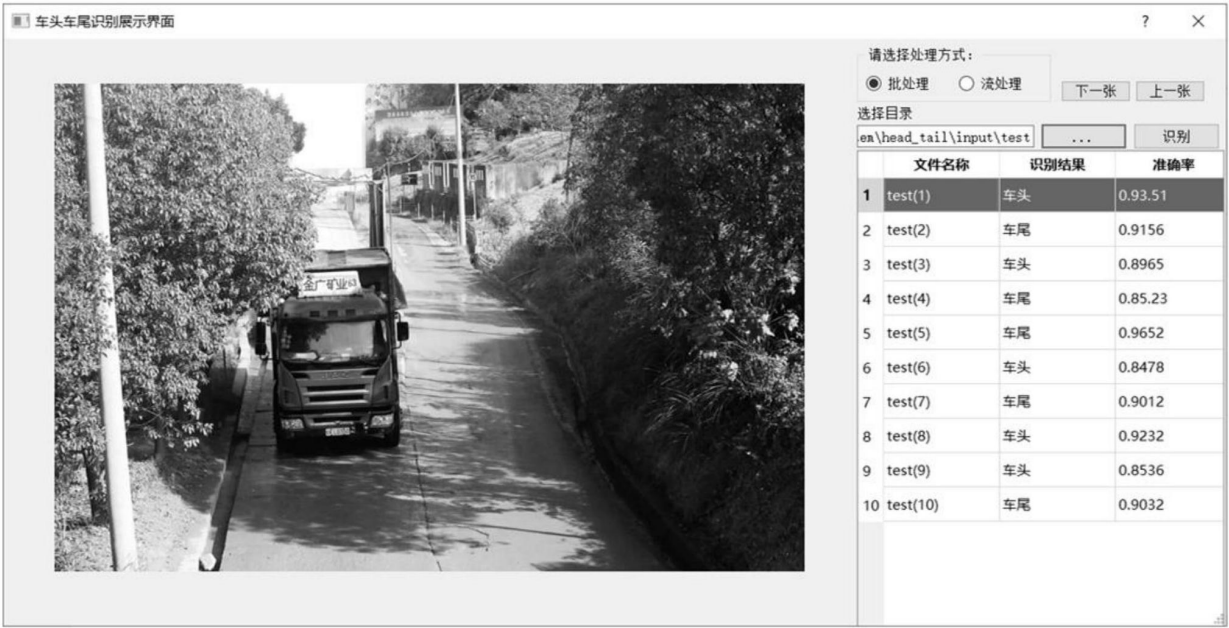 车头车尾识别展示界面
?
金广矿业63
请选择处理方式：
批处理 流处理
下一张 上一张
选择目录
em\head_tail\input\test ... 识别
文件名称 识别结果 准确率
1 test(1) 车头 0.93.51
2 test(2) 车尾 0.9156
3 test(3) 车头 0.8965
4 test(4) 车尾 0.85.23
5 test(5) 车尾 0.9652
6 test(6) 车头 0.8478
7 test(7) 车尾 0.9012
8 test(8) 车头 0.9232
9 test(9) 车头 0.8536
10 test(10) 车尾 0.9032